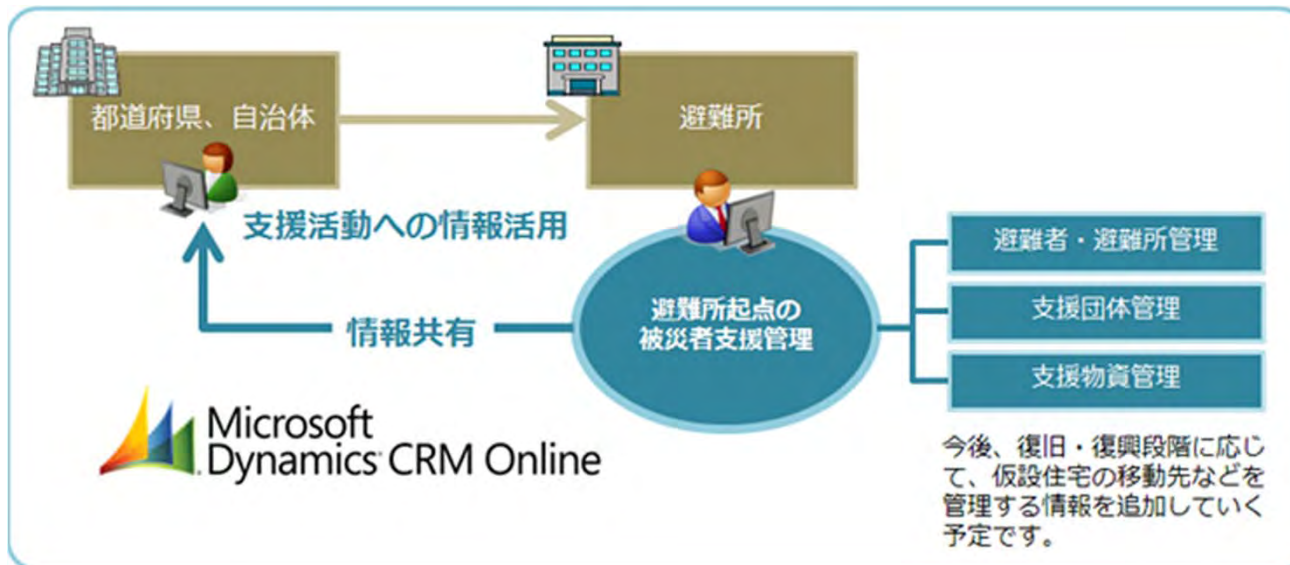 都道府県、自治体
避難所
支援活動への情報活用
情報共有
避難所起点の
被災者支援管理
避難者・避難所管理
支援団体管理
支援物資管理
今後、復旧・復興段階に応じ
て、仮設住宅の移動先などを
管理する情報を追加していく
予定です。
Microsoft
Dynamics CRM Online